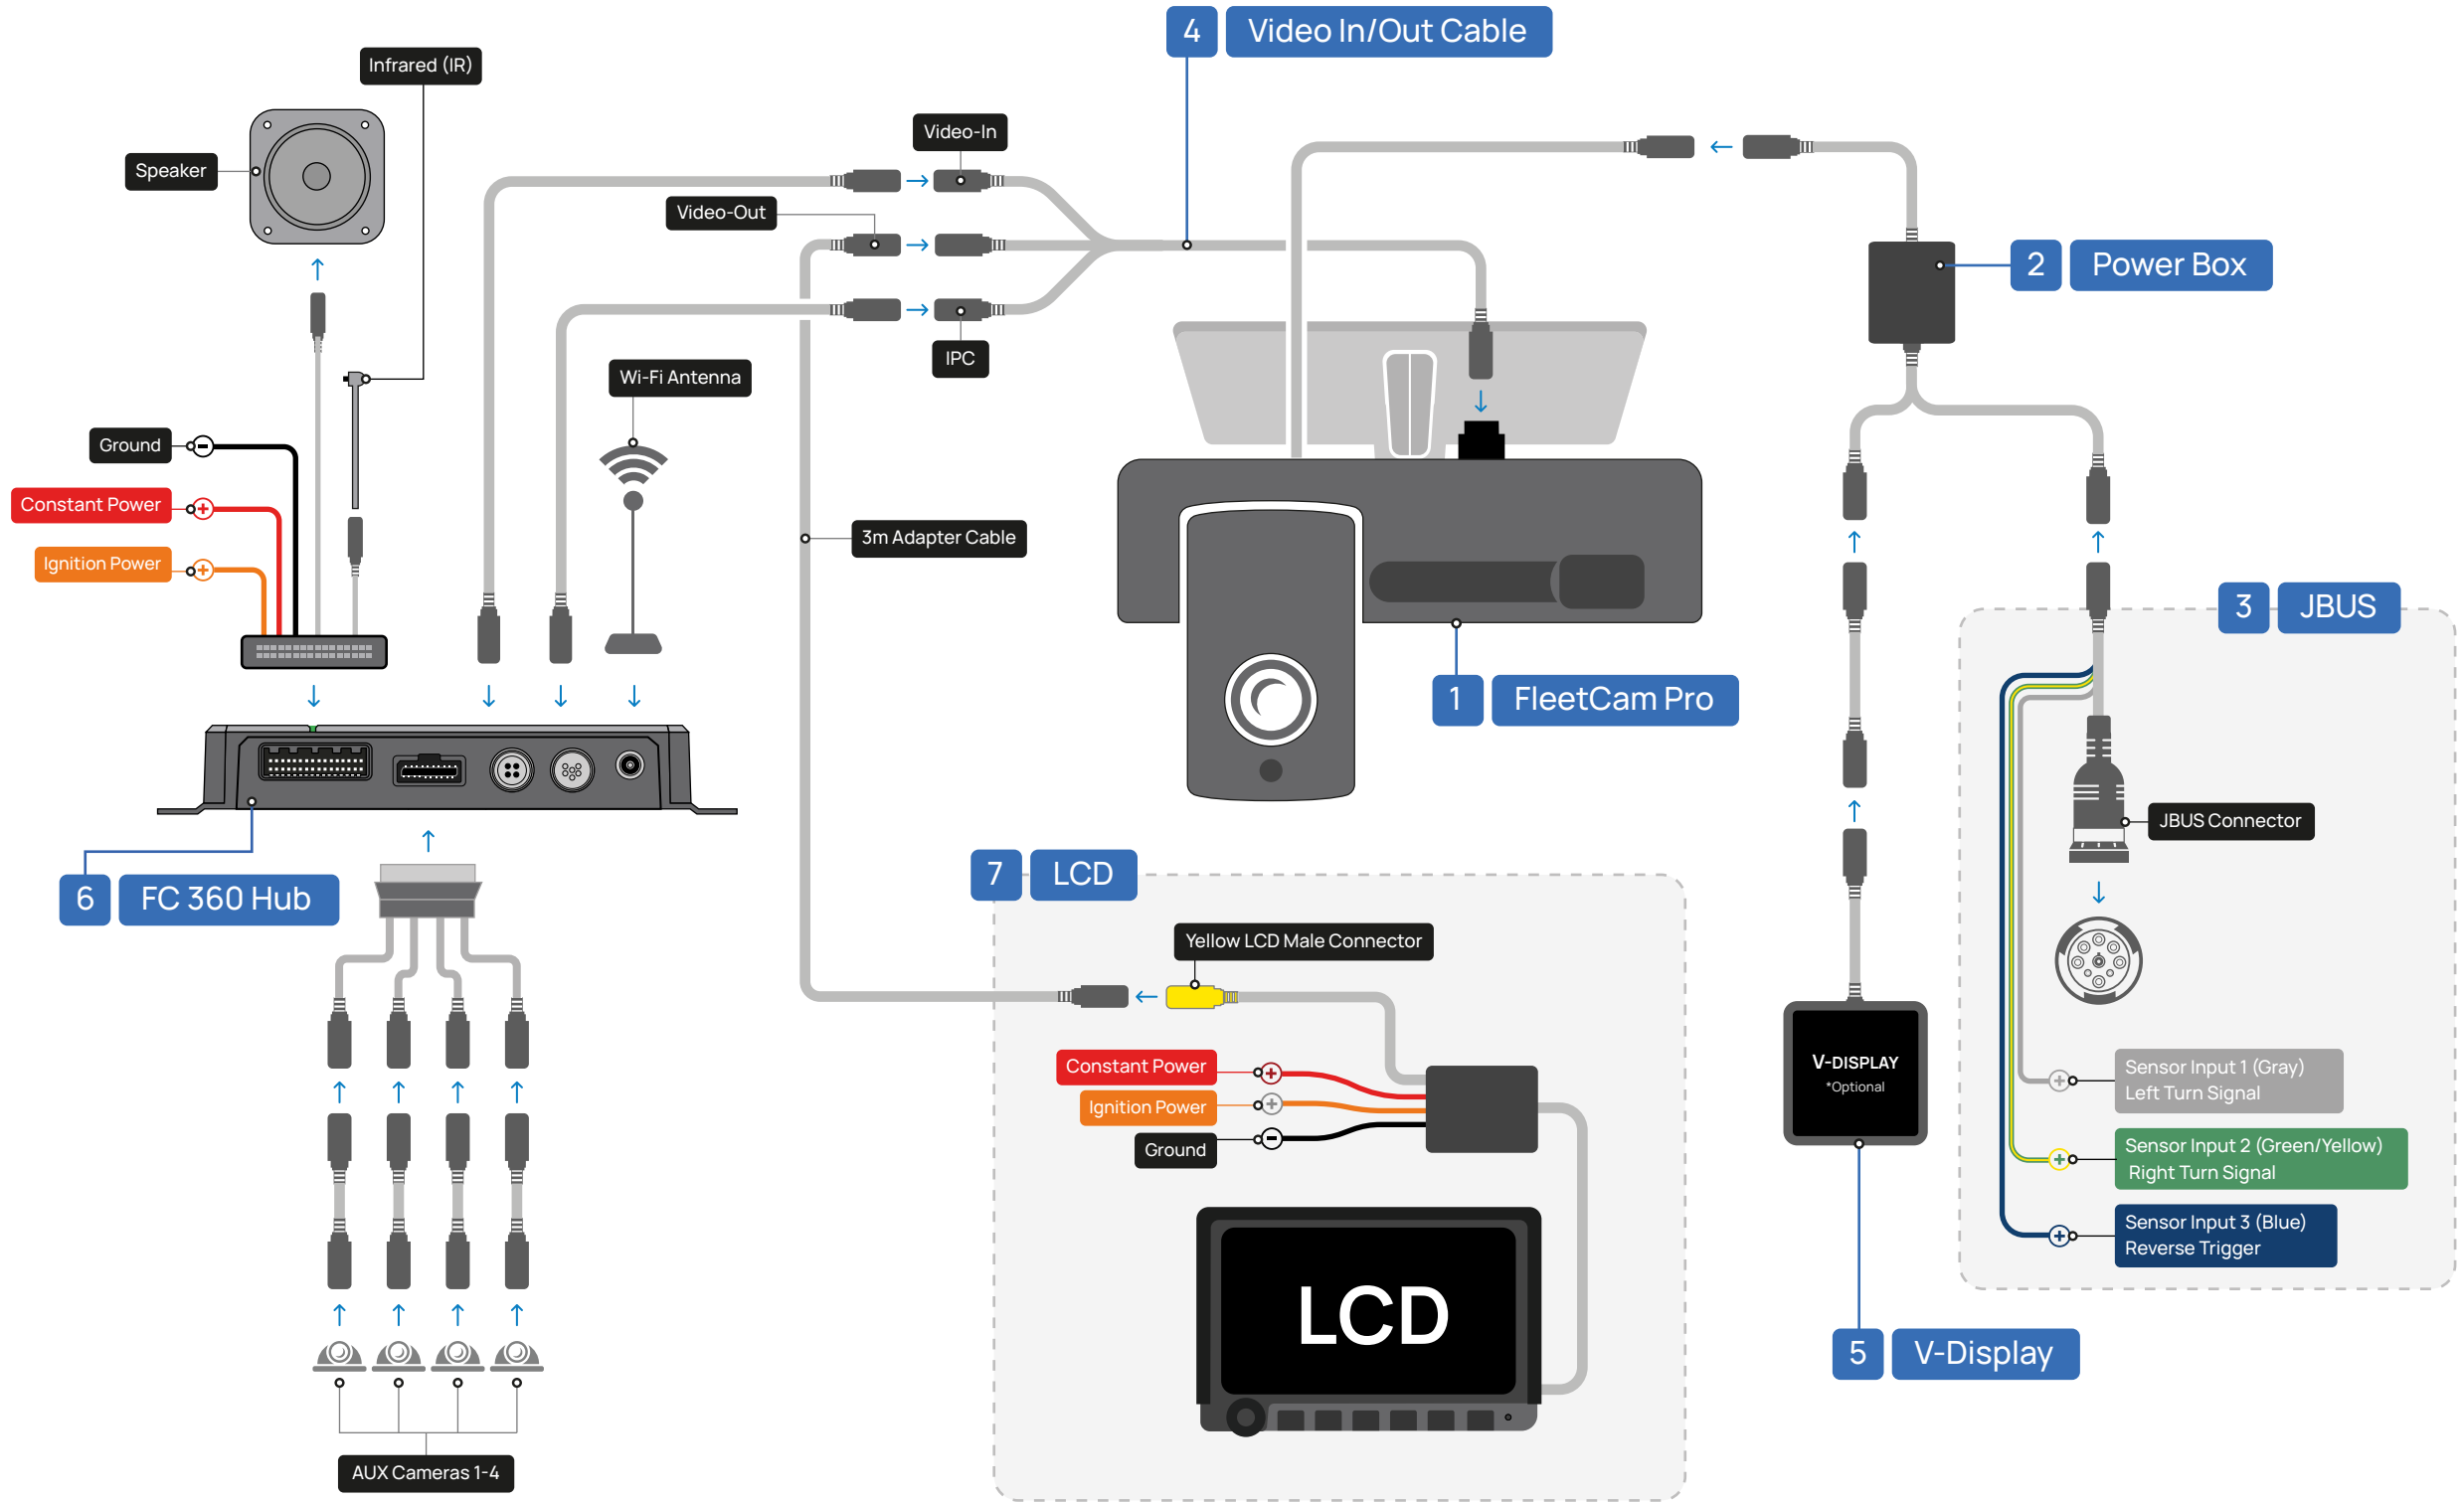 4 Video In/Out Cable
Infrared (IR)
Video-In
Speaker
Video-Out
2 Power Box
IPC
Wi-Fi Antenna
Ground
Constant Power
3m Adapter Cable
Ignition Power
3 JBUS
1 FleetCam Pro
JBUS Connector
7 LCD
6 FC 360 Hub
Yellow LCD Male Connector
V-DISPLAY
*Optional
Constant Power
Ignition Power
Ground
Sensor Input 1 (Gray)
Left Turn Signal
Sensor Input 2 (Green/Yellow)
Right Turn Signal
Sensor Input 3 (Blue)
Reverse Trigger
LCD
5 V-Display
AUX Cameras 1-4